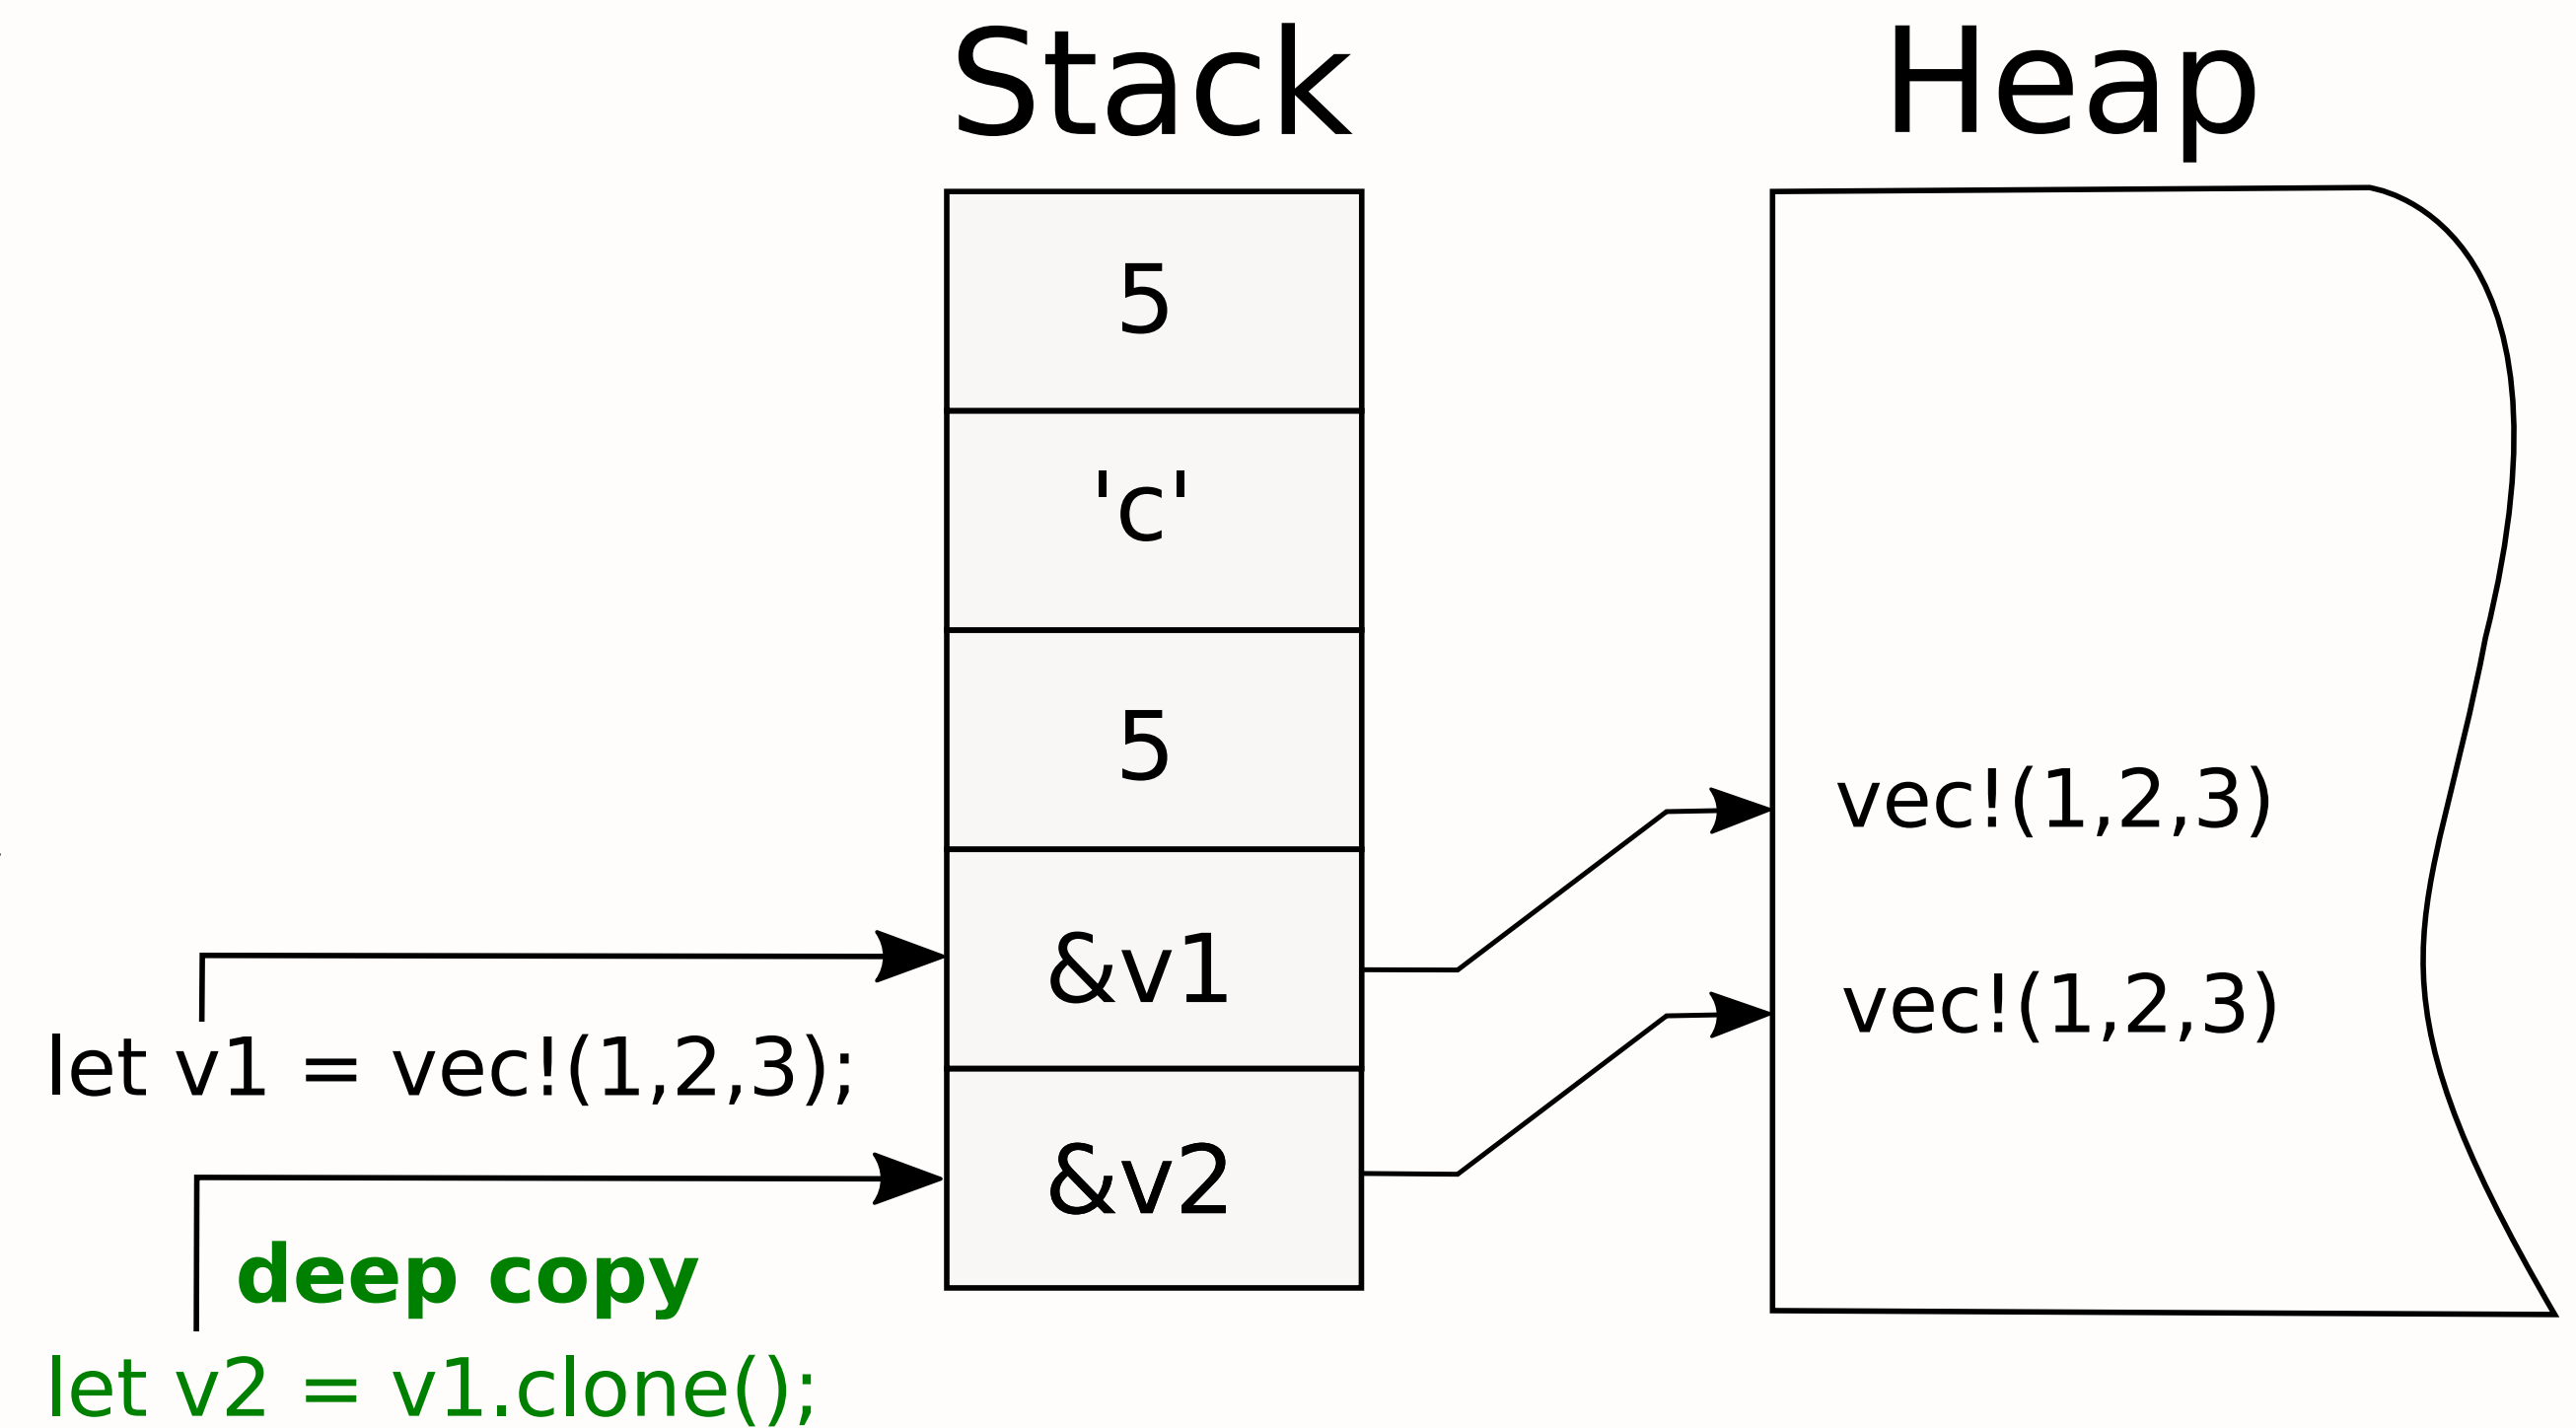 Stack
Heap
5
'c'
5
&v1
&v2
vec!(1,2,3)
vec!(1,2,3)
let v1 = vec!(1,2,3);
deep copy
let v2 = v1.clone();